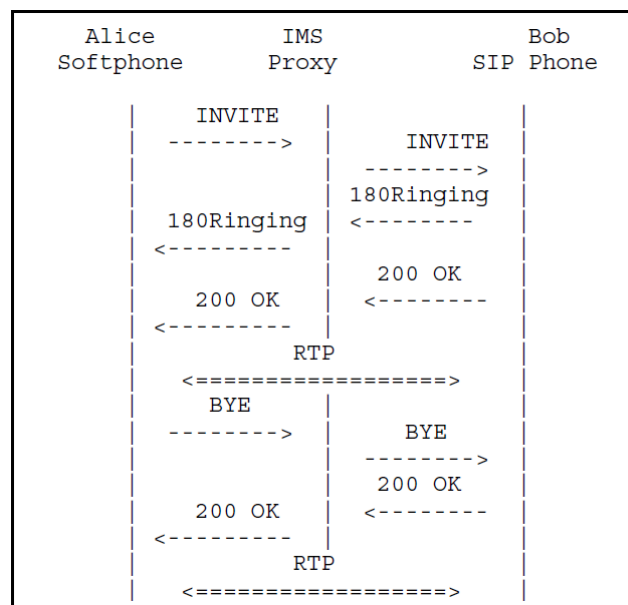 Alice IMS Bob
Softphone Proxy SIP Phone
| INVITE | |
| --------> | INVITE |
| | --------> |
| | 180Ringing |
| 180Ringing | <-------- |
| <--------- | |
| | 200 OK |
| 200 OK | <-------- |
| <--------- | |
| RTP |
| <==================> |
| BYE | |
| --------> | BYE |
| | --------> |
| | 200 OK |
| 200 OK | <-------- |
| <--------- | |
| RTP |
| <==================> |